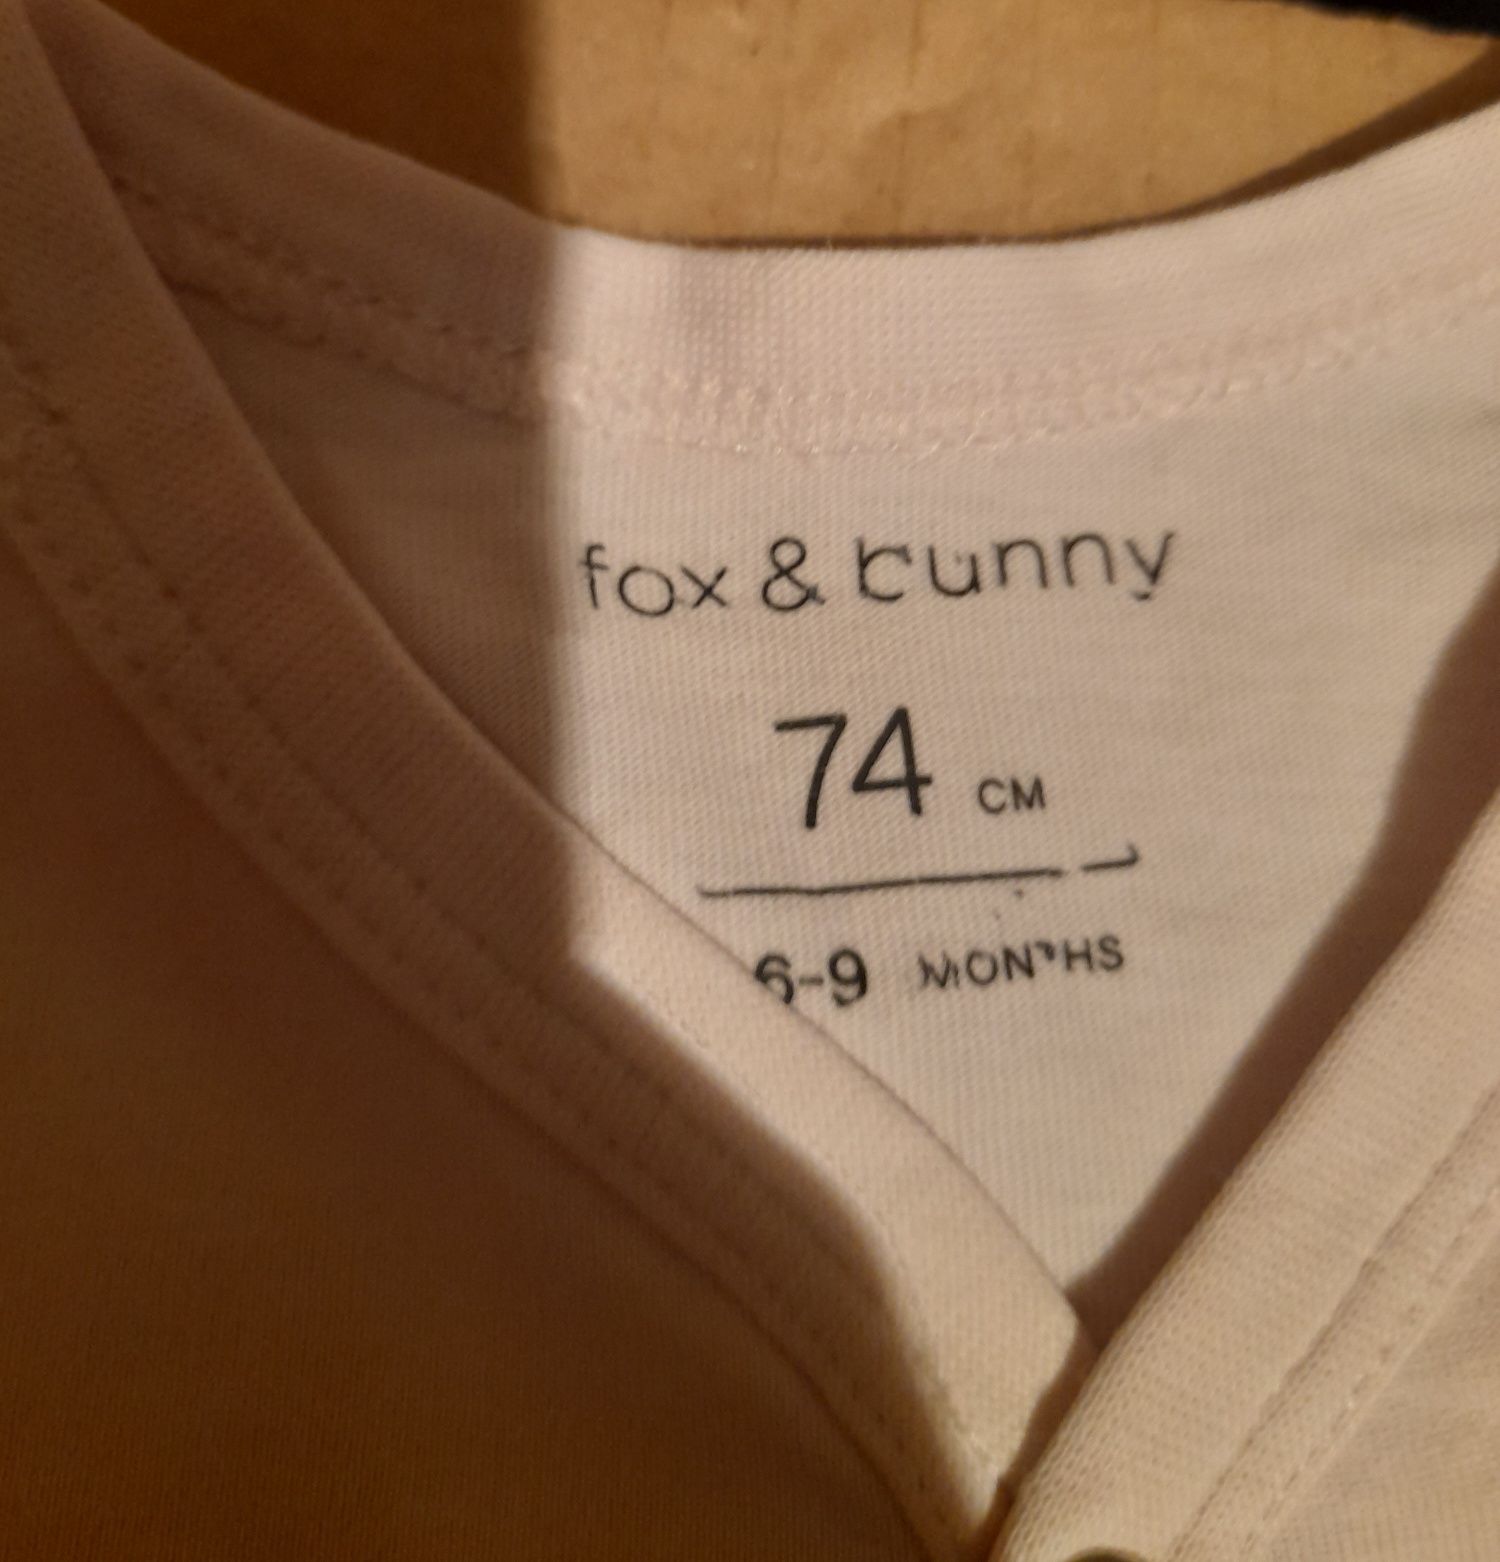 fox & bunny
74 CM
6-9 MONTHS